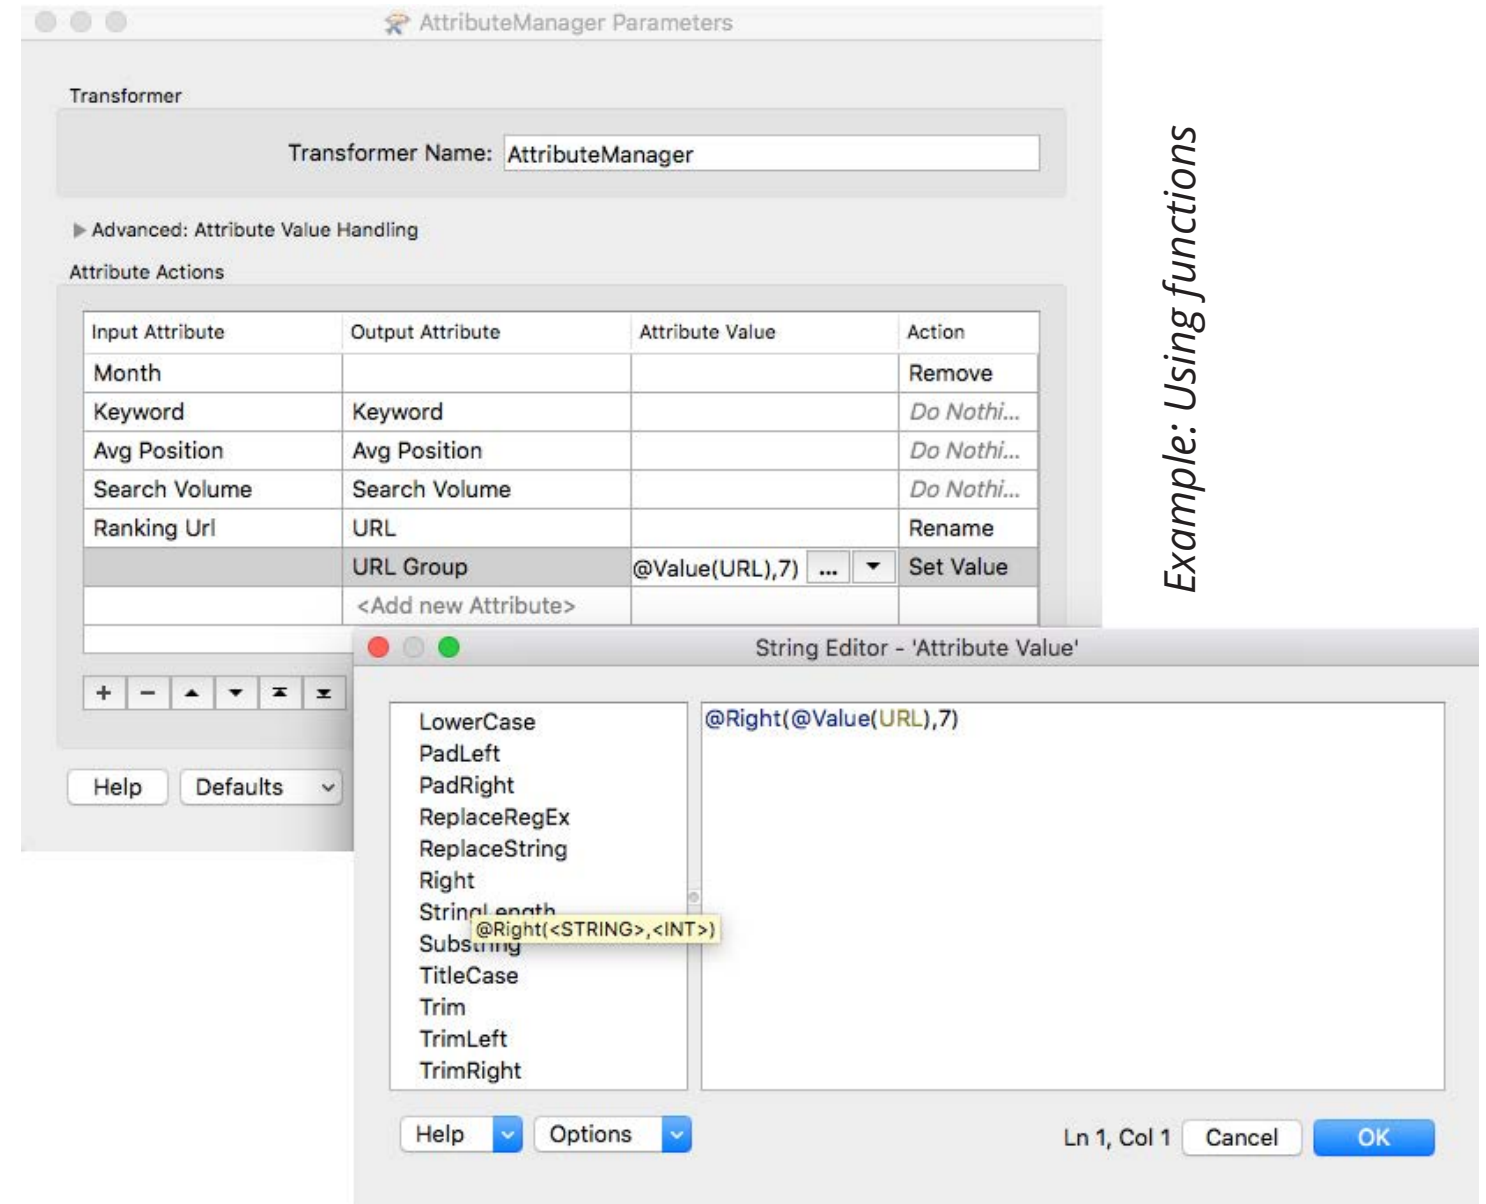 AttributeManager Parameters
Transformer
Transformer Name: AttributeManager
Advanced: Attribute Value Handling
Attribute Actions
Input Attribute Output Attribute Attribute Value Action
Month Remove
Keyword Keyword Do Nothi...
Avg Position Avg Position Do Nothi...
Search Volume Search Volume Do Nothi...
Ranking Url URL Rename
URL Group @Value(URL),7) ... Set Value
<Add new Attribute>
Help Defaults
String Editor - 'Attribute Value'
LowerCase
PadLeft
PadRight
ReplaceRegEx
ReplaceString
Right
StringLength
@Right(<STRING>,<INT>)
Substring
TitleCase
Trim
TrimLeft
TrimRight
@Right(@Value(URL),7)
Help Options Ln 1, Col 1 Cancel OK
Example: Using functions